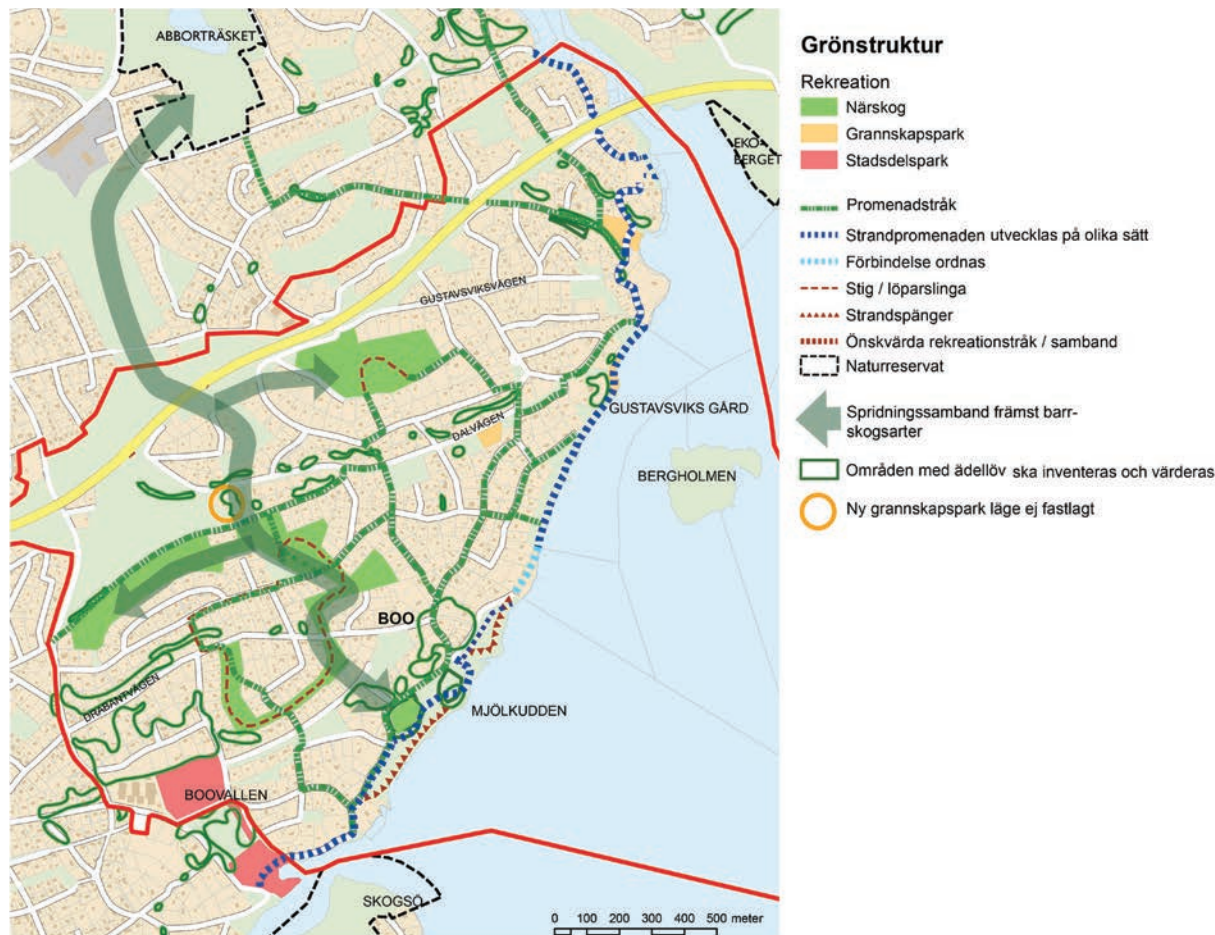 ABBORTRÄSKET
EKO
BERGET
GUSTAVSVIKSVÄGEN
GUSTAVSVIKS GÅRD
DALVÄGEN
BERGHOLMEN
BOO
DRABANTVÄGEN
MJÖLKUDDEN
BOOVALLEN
SKOGSÖ
0 100 200 300 400 500 meter
Grönstruktur
Rekreation
Närskog
Grannskapspark
Stadsdelspark
Promenadstråk
Strandpromenaden utvecklas på olika sätt
Förbindelse ordnas
Stig / löparslinga
Strandspänger
Önskvärda rekreationstråk / samband
Naturreservat
Spridningssamband främst barr-
skogsarter
Områden med ädellöv ska inventeras och värderas
Ny grannskapspark läge ej fastlagt